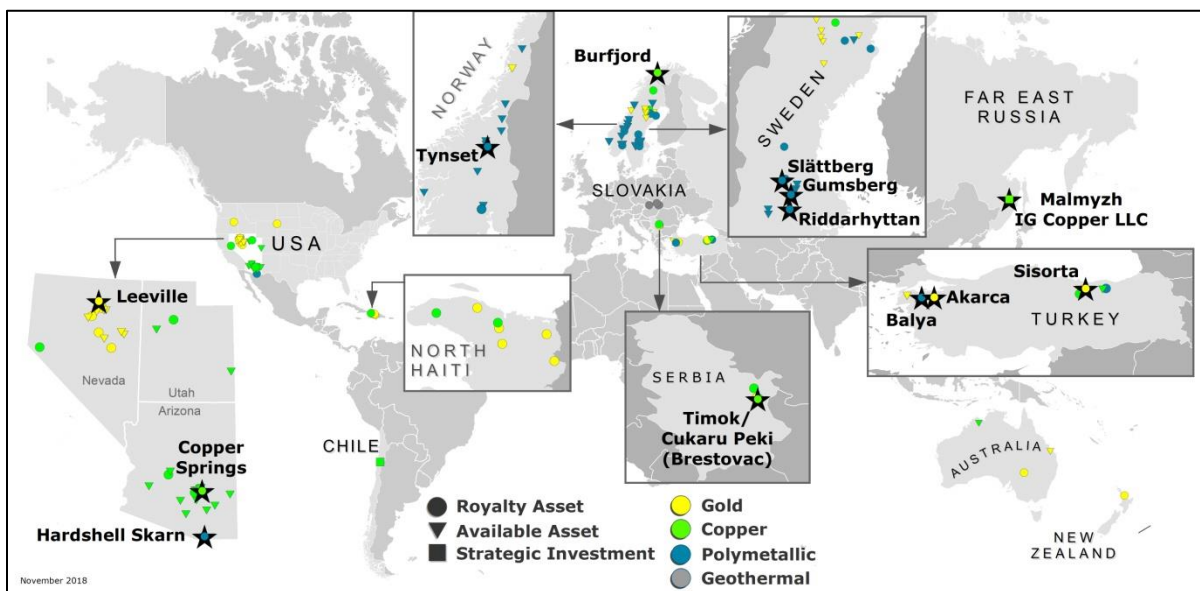 NORWAY
Tynset
Burfjord
SWEDEN
Slättberg
Gumsberg
Riddarhyttan
FAR EAST
RUSSIA
Malmyzh
IG Copper LLC
SLOVAKIA
USA
Leeville
Nevada
Utah
Arizona
Copper
Springs
Hardshell Skarn
NORTH
HAITI
CHILE
SERBIA
Timok/
Cukaru Peki
(Brestovac)
Sisorta
Akarca
Balya
TURKEY
AUSTRALIA
NEW
ZEALAND
Royalty Asset
Available Asset
Strategic Investment
Gold
Copper
Polymetallic
Geothermal
November 2018